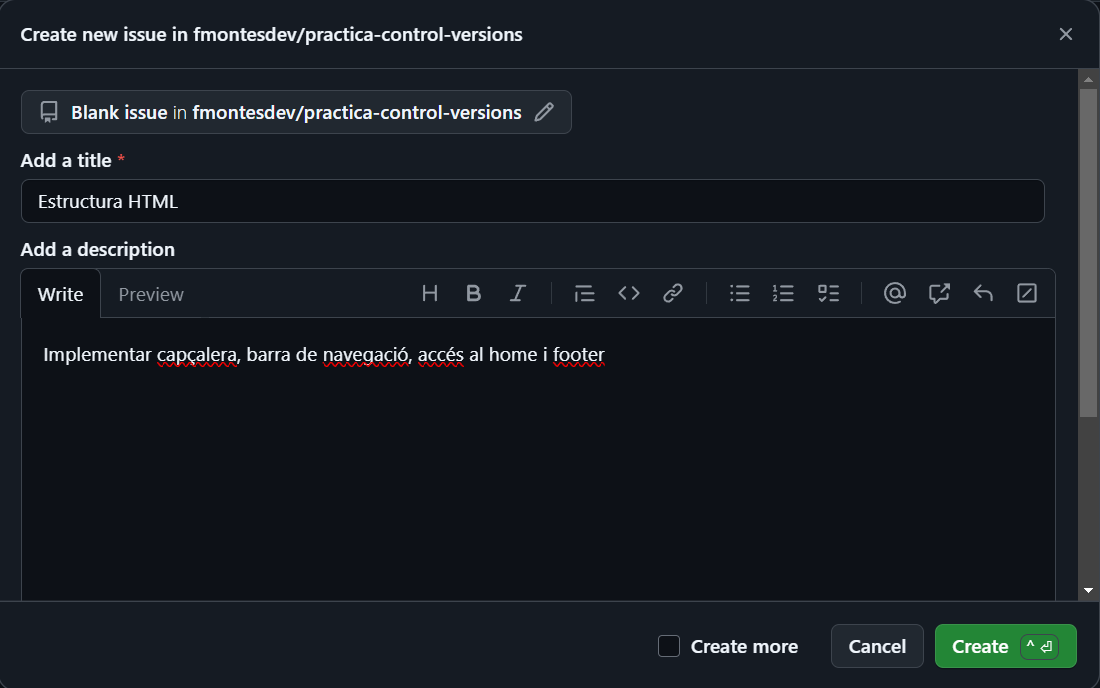 Create new issue in fmontesdev/practica-control-versions
Blank issue in fmontesdev/practica-control-versions
Add a title *
Estructura HTML
Add a description
Write Preview
Implementar capçalera, barra de navegació, accés al home i footer
Create more Cancel Create